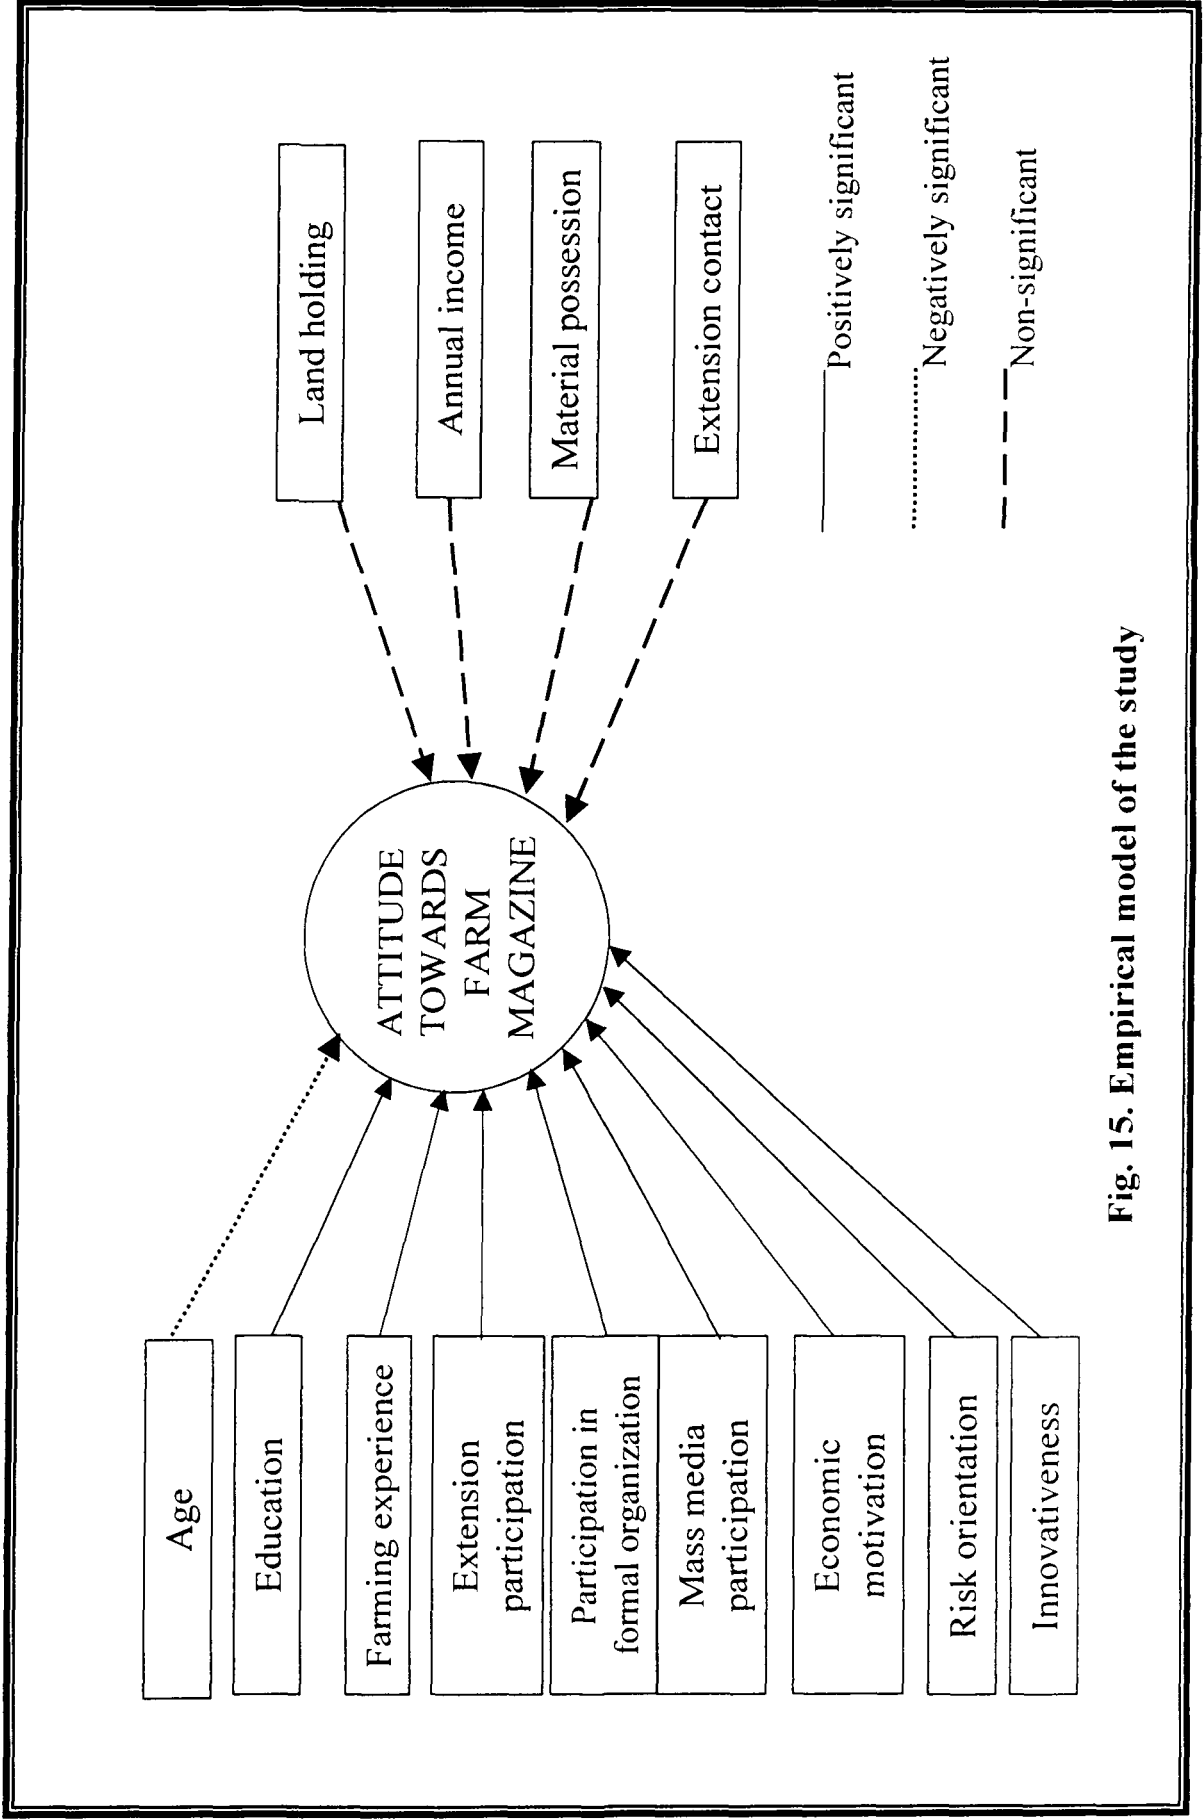 Age
Education
Farming experience
Extension
participation
Participation in
formal organization
Mass media
participation
Economic
motivation
Risk orientation
Innovativeness
ATTITUDE
TOWARDS
FARM
MAGAZINE
Land holding
Annual income
Material possession
Extension contact
Positively significant
Negatively significant
Non-significant
Fig. 15. Empirical model of the study